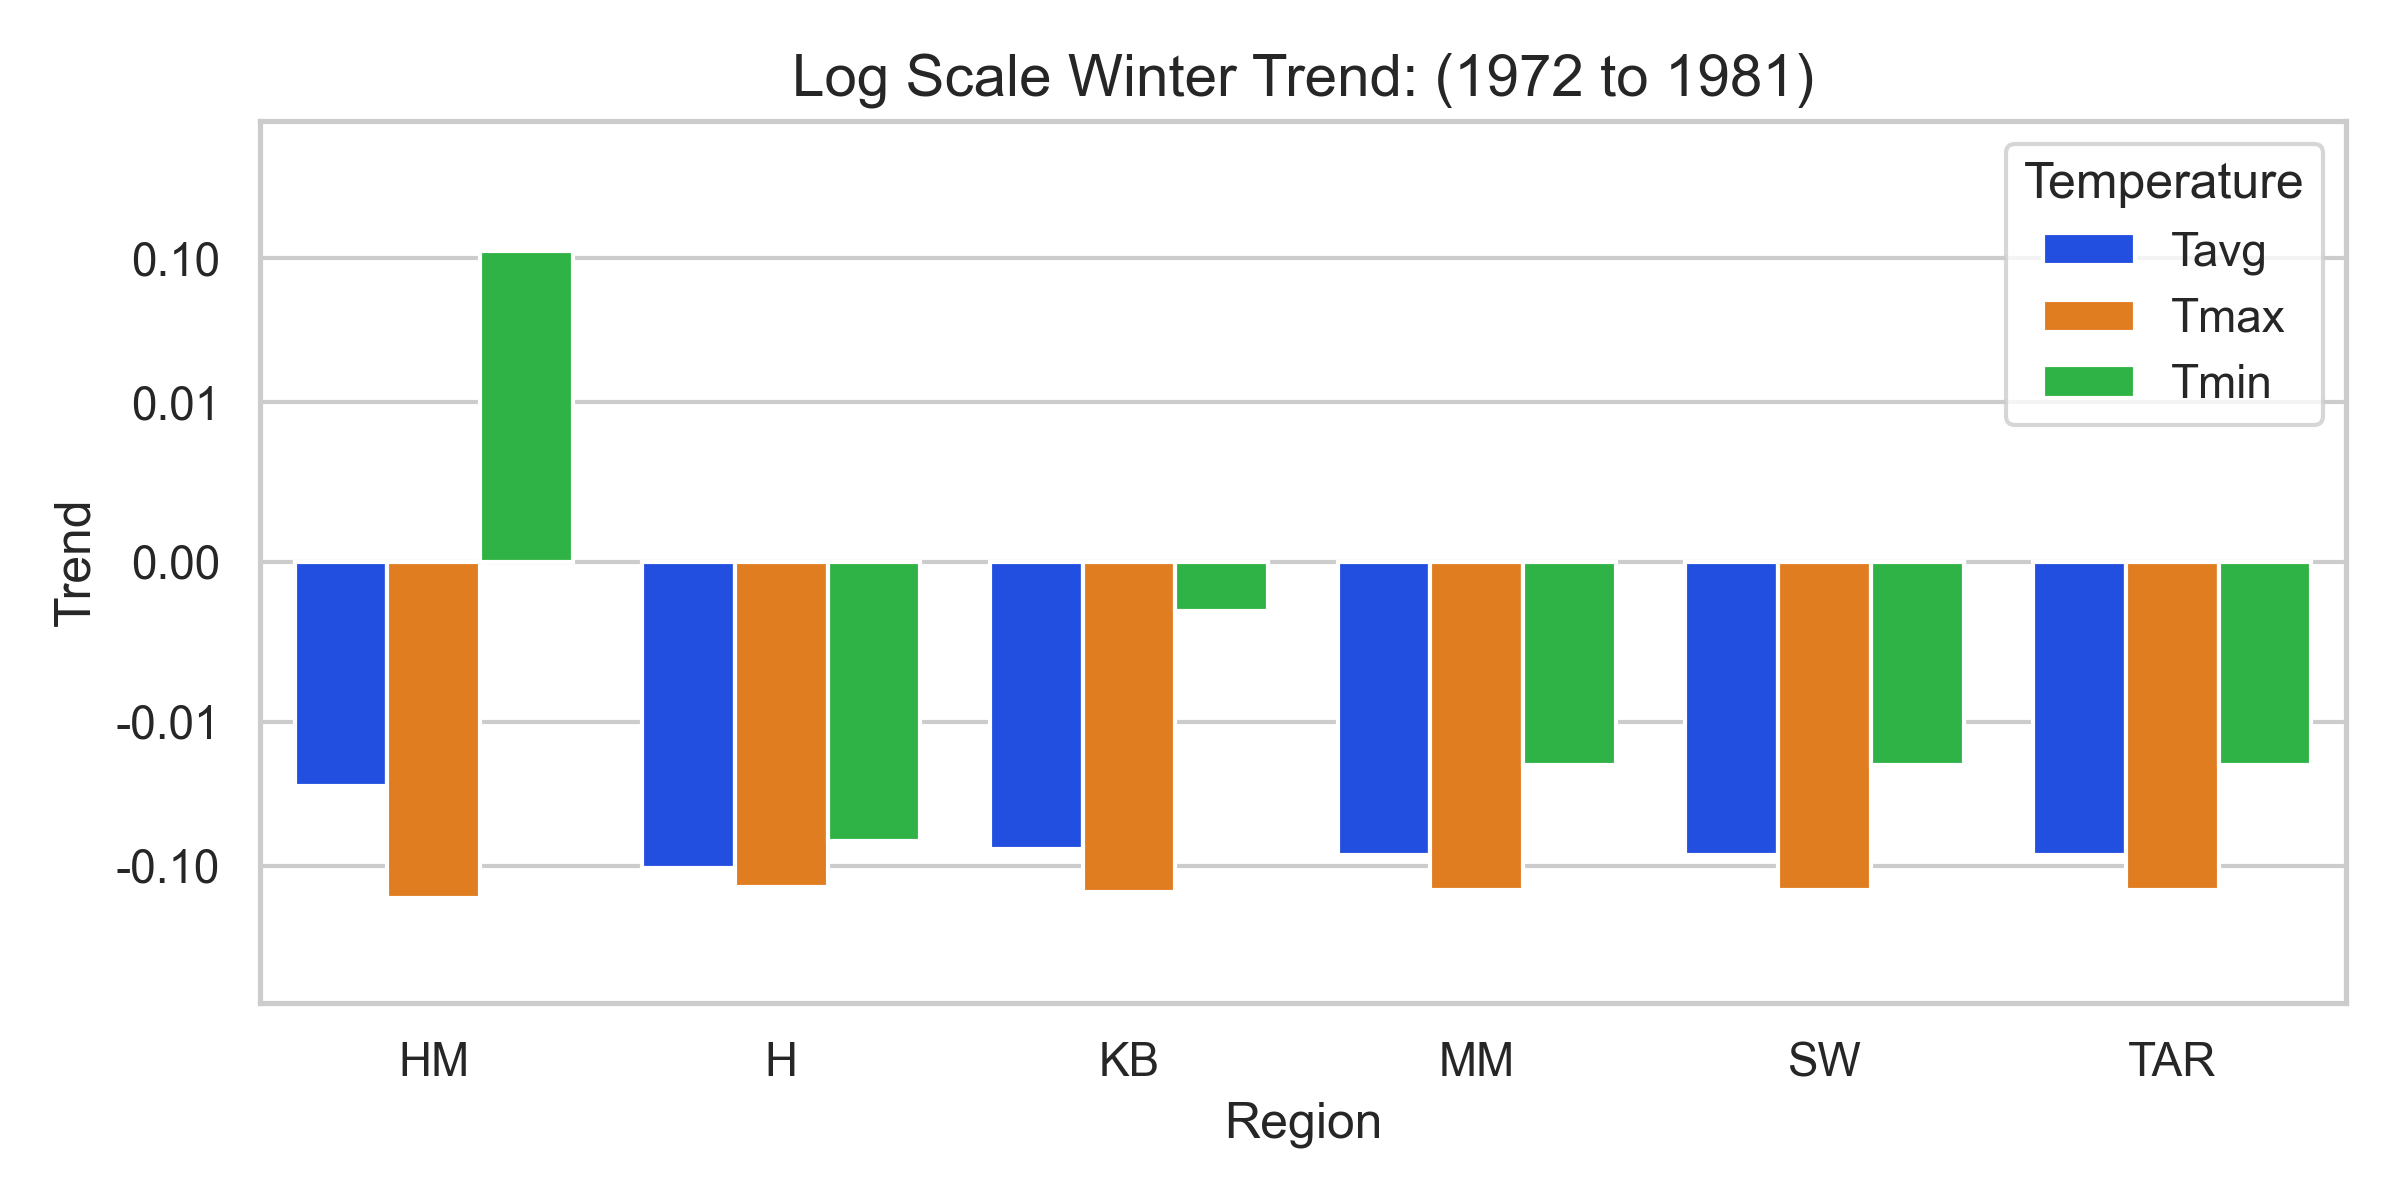 Log Scale Winter Trend: (1972 to 1981)
Temperature
Tavg
Tmax
Tmin
0.10
0.01
0.00
-0.01
-0.10
Trend
HM H KB MM SW TAR
Region